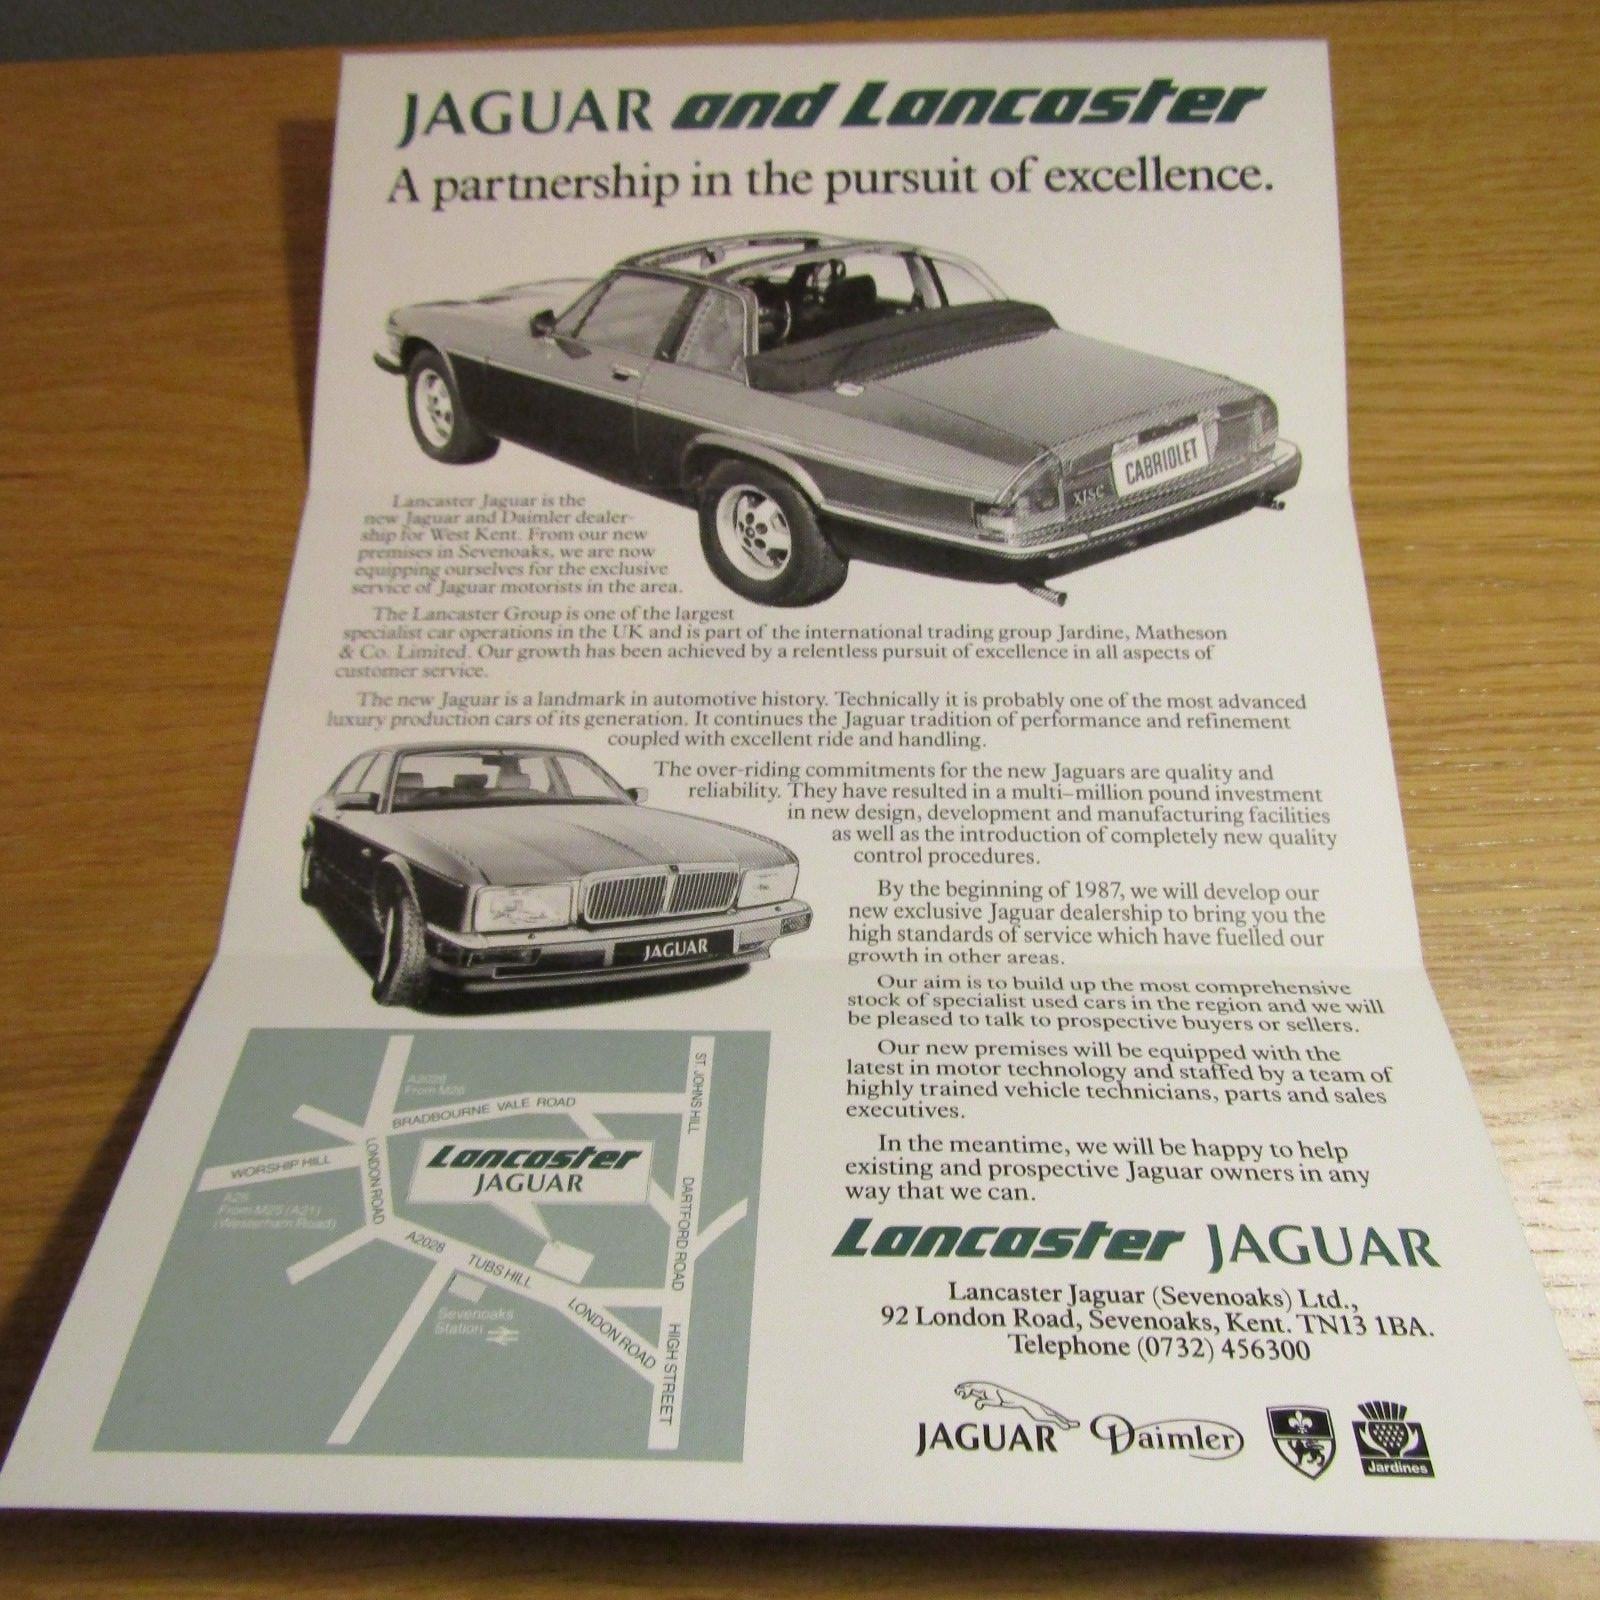 JAGUAR and Lancaster
A partnership in the pursuit of excellence.
CABRIOLET
XJSC
Lancaster Jaguar is the
new Jaguar and Daimler dealer-
ship for West Kent. From our new
premises in Sevenoaks, we are now
equipping ourselves for the exclusive
service of Jaguar motorists in the area.
The Lancaster Group is one of the largest
specialist car operations in the UK and is part of the international trading group Jardine, Matheson
& Co. Limited. Our growth has been achieved by a relentless pursuit of excellence in all aspects of
customer service.
The new Jaguar is a landmark in automotive history. Technically it is probably one of the most advanced
luxury production cars of its generation. It continues the Jaguar tradition of performance and refinement
coupled with excellent ride and handling.
The over-riding commitments for the new Jaguars are quality and
reliability. They have resulted in a multi-million pound investment
in new design, development and manufacturing facilities
as well as the introduction of completely new quality
control procedures.
JAGUAR
By the beginning of 1987, we will develop our
new exclusive Jaguar dealership to bring you the
high standards of service which have fuelled our
growth in other areas.
Our aim is to build up the most comprehensive
stock of specialist used cars in the region and we will
be pleased to talk to prospective buyers or sellers.
Our new premises will be equipped with the
latest in motor technology and staffed by a team of
highly trained vehicle technicians, parts and sales
executives.
In the meantime, we will be happy to help
existing and prospective Jaguar owners in any
way that we can.
A2028
From M26
BRADBOURNE VALE ROAD
ST. JOHNS HILL
WORSHIP HILL
LONDON ROAD
Lancaster
JAGUAR
A25
From M25 (A21)
(Westerham Road)
DARTFORD ROAD
A2028
TUBS HILL
LONDON ROAD
Sevenoaks
Station
HIGH STREET
Lancaster JAGUAR
Lancaster Jaguar (Sevenoaks) Ltd.,
92 London Road, Sevenoaks, Kent. TN13 1BA.
Telephone (0732) 456300
JAGUAR
Daimler
Jardines